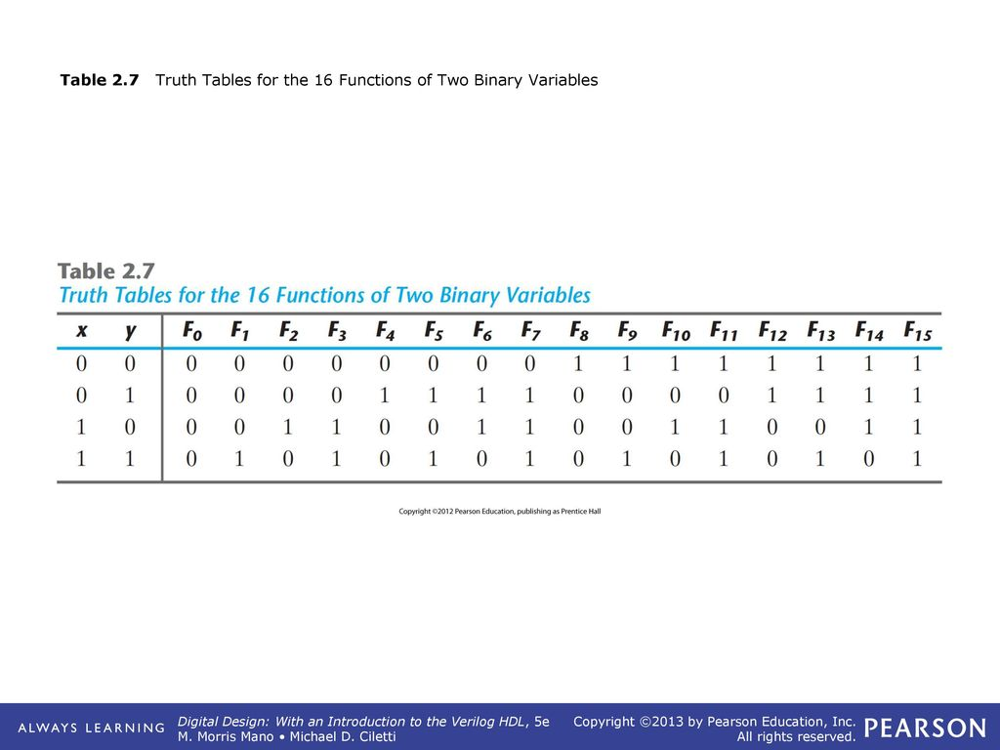 Table 2.7 Truth Tables for the 16 Functions of Two Binary Variables
Table 2.7
Truth Tables for the 16 Functions of Two Binary Variables
x y F₀ F₁ F₂ F₃ F₄ F₅ F₆ F₇ F₈ F₉ F₁₀ F₁₁ F₁₂ F₁₃ F₁₄ F₁₅
0 0 0 0 0 0 0 0 0 0 1 1 1 1 1 1 1 1
0 1 0 0 0 0 1 1 1 1 0 0 0 0 1 1 1 1
1 0 0 0 1 1 0 0 1 1 0 0 1 1 0 0 1 1
1 1 0 1 0 1 0 1 0 1 0 1 0 1 0 1 0 1
Copyright ©2012 Pearson Education, publishing as Prentice Hall
ALWAYS LEARNING
Digital Design: With an Introduction to the Verilog HDL, 5e
M. Morris Mano • Michael D. Ciletti
Copyright ©2013 by Pearson Education, Inc.
All rights reserved.
PEARSON